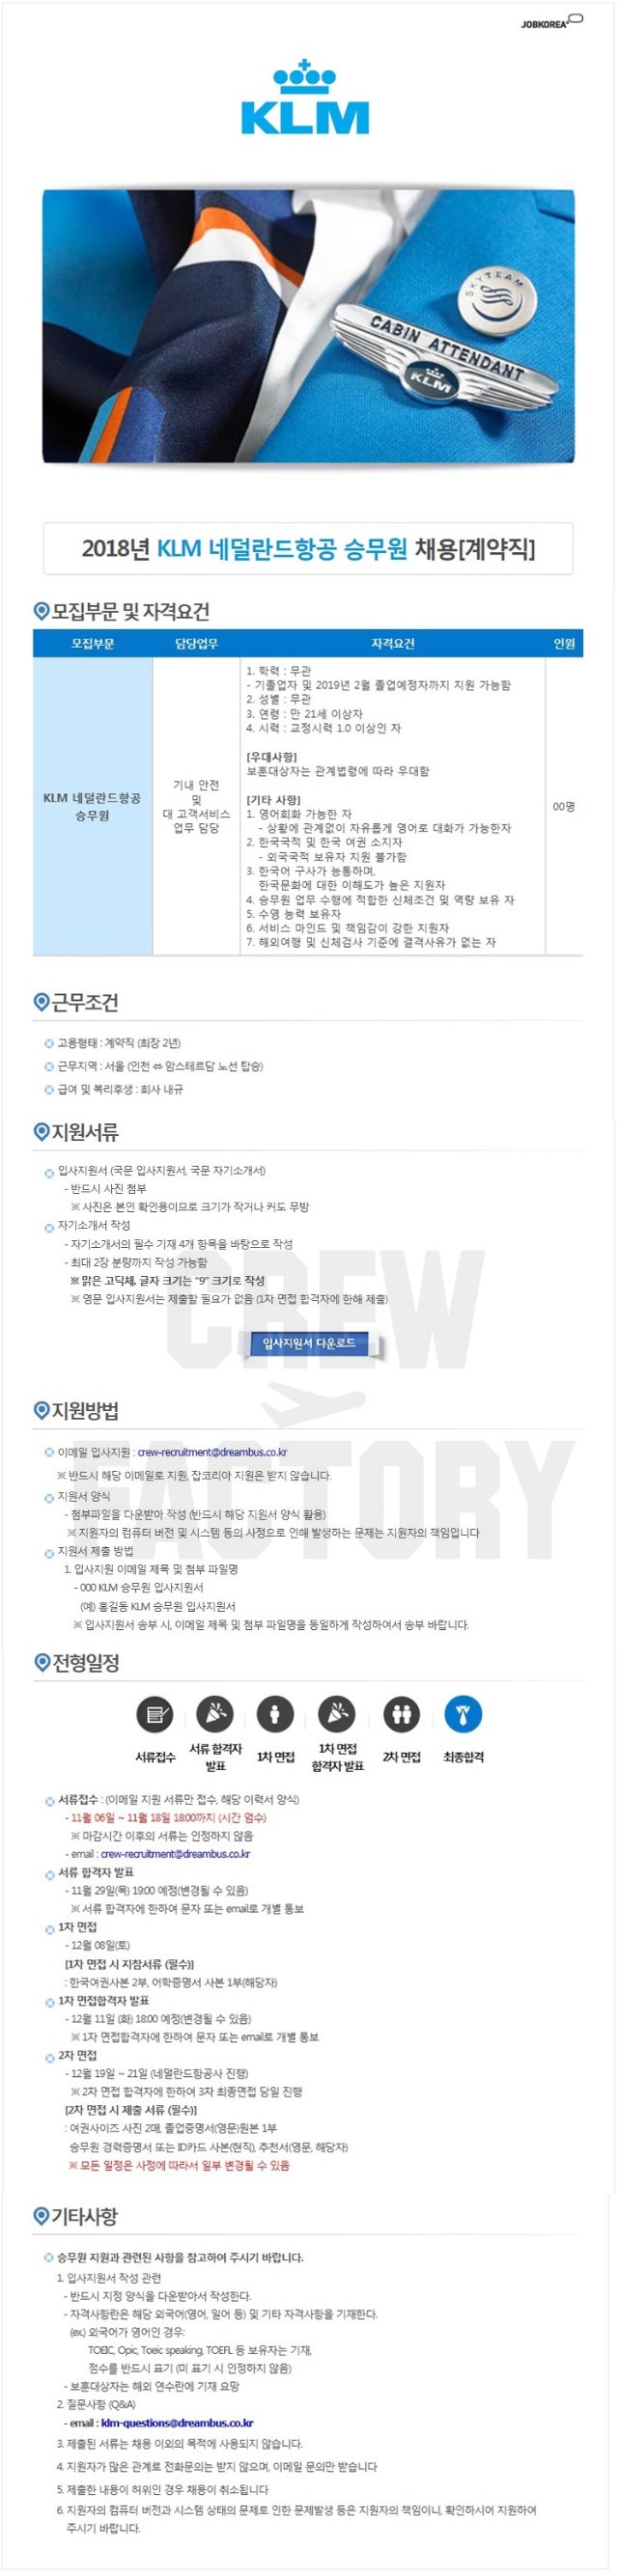 JOBKOREA
KLM
SKYTEAM
CABIN ATTENDANT
KLM
2018년 KLM 네덜란드항공 승무원 채용[계약직]
모집부문 및 자격요건
모집부문 담당업무 자격요건 인원
KLM 네덜란드항공
승무원
기내 안전
및
대 고객서비스
업무 담당
1. 학력 : 무관
- 기졸업자 및 2019년 2월 졸업예정자까지 지원 가능함
2. 성별 : 무관
3. 연령 : 만 21세 이상자
4. 시력 : 교정시력 1.0 이상인 자
[우대사항]
보훈대상자는 관계법령에 따라 우대함
[기타 사항]
1. 영어회화 가능한 자
- 상황에 관계없이 자유롭게 영어로 대화가 가능한자
2. 한국국적 및 한국 여권 소지자
- 외국국적 보유자 지원 불가함
3. 한국어 구사가 능통하며,
한국문화에 대한 이해도가 높은 지원자
4. 승무원 업무 수행에 적합한 신체조건 및 역량 보유 자
5. 수영 능력 보유자
6. 서비스 마인드 및 책임감이 강한 지원자
7. 해외여행 및 신체검사 기준에 결격사유가 없는 자
00명
근무조건
고용형태 : 계약직 (최장 2년)
근무지역 : 서울 (인천 ⇔ 암스테르담 노선 탑승)
급여 및 복리후생 : 회사 내규
지원서류
입사지원서 (국문 입사지원서, 국문 자기소개서)
- 반드시 사진 첨부
※ 사진은 본인 확인용이므로 크기가 작거나 커도 무방
자기소개서 작성
- 자기소개서의 필수 기재 4개 항목을 바탕으로 작성
- 최대 2장 분량까지 작성 가능함
※ 맑은 고딕체, 글자 크기는 "9" 크기로 작성
※ 영문 입사지원서는 제출할 필요가 없음 (1차 면접 합격자에 한해 제출)
입사지원서 다운로드
CREW
FACTORY
지원방법
이메일 입사지원 : crew-recruitment@dreambus.co.kr
※ 반드시 해당 이메일로 지원, 잡코리아 지원은 받지 않습니다.
지원서 양식
- 첨부파일을 다운받아 작성 (반드시 해당 지원서 양식 활용)
※ 지원자의 컴퓨터 버전 및 시스템 등의 사정으로 인해 발생하는 문제는 지원자의 책임입니다
지원서 제출 방법
1. 입사지원 이메일 제목 및 첨부 파일명
- 000 KLM 승무원 입사지원서
(예) 홍길동 KLM 승무원 입사지원서
※ 입사지원서 송부 시, 이메일 제목 및 첨부 파일명을 동일하게 작성하여서 송부 바랍니다.
전형일정
서류접수 서류 합격자 발표 1차 면접 1차 면접 합격자 발표 2차 면접 최종합격
서류접수 : (이메일 지원 서류만 접수, 해당 이력서 양식)
- 11월 06일 ~ 11월 18일 18:00까지 (시간 엄수)
※ 마감시간 이후의 서류는 인정하지 않음
- email : crew-recruitment@dreambus.co.kr
서류 합격자 발표
- 11월 29일(목) 19:00 예정(변경될 수 있음)
※ 서류 합격자에 한하여 문자 또는 email로 개별 통보
1차 면접
- 12월 08일(토)
[1차 면접 시 지참서류 (필수)]
: 한국여권사본 2부, 어학증명서 사본 1부(해당자)
1차 면접합격자 발표
- 12월 11일 (화) 18:00 예정(변경될 수 있음)
※ 1차 면접합격자에 한하여 문자 또는 email로 개별 통보
2차 면접
- 12월 19일 ~ 21일 (네덜란드항공사 진행)
※ 2차 면접 합격자에 한하여 3차 최종면접 당일 진행
[2차 면접 시 제출 서류 (필수)]
: 여권사이즈 사진 2매, 졸업증명서(영문)원본 1부
승무원 경력증명서 또는 ID카드 사본(현직), 추천서(영문, 해당자)
※ 모든 일정은 사정에 따라서 일부 변경될 수 있음
기타사항
승무원 지원과 관련된 사항을 참고하여 주시기 바랍니다.
1. 입사지원서 작성 관련
- 반드시 지정 양식을 다운받아서 작성한다.
- 자격사항란은 해당 외국어(영어, 일어 등) 및 기타 자격사항을 기재한다.
(ex) 외국어가 영어인 경우:
TOEIC, Opic, Toeic speaking, TOEFL 등 보유자는 기재,
점수를 반드시 표기 (미 표기 시 인정하지 않음)
- 보훈대상자는 해외 연수란에 기재 요망
2. 질문사항 (Q&A)
- email : klm-questions@dreambus.co.kr
3. 제출된 서류는 채용 이외의 목적에 사용되지 않습니다.
4. 지원자가 많은 관계로 전화문의는 받지 않으며, 이메일 문의만 받습니다
5. 제출한 내용이 허위인 경우 채용이 취소됩니다
6. 지원자의 컴퓨터 버전과 시스템 상태의 문제로 인한 문제발생 등은 지원자의 책임이니, 확인하시어 지원하여
주시기 바랍니다.